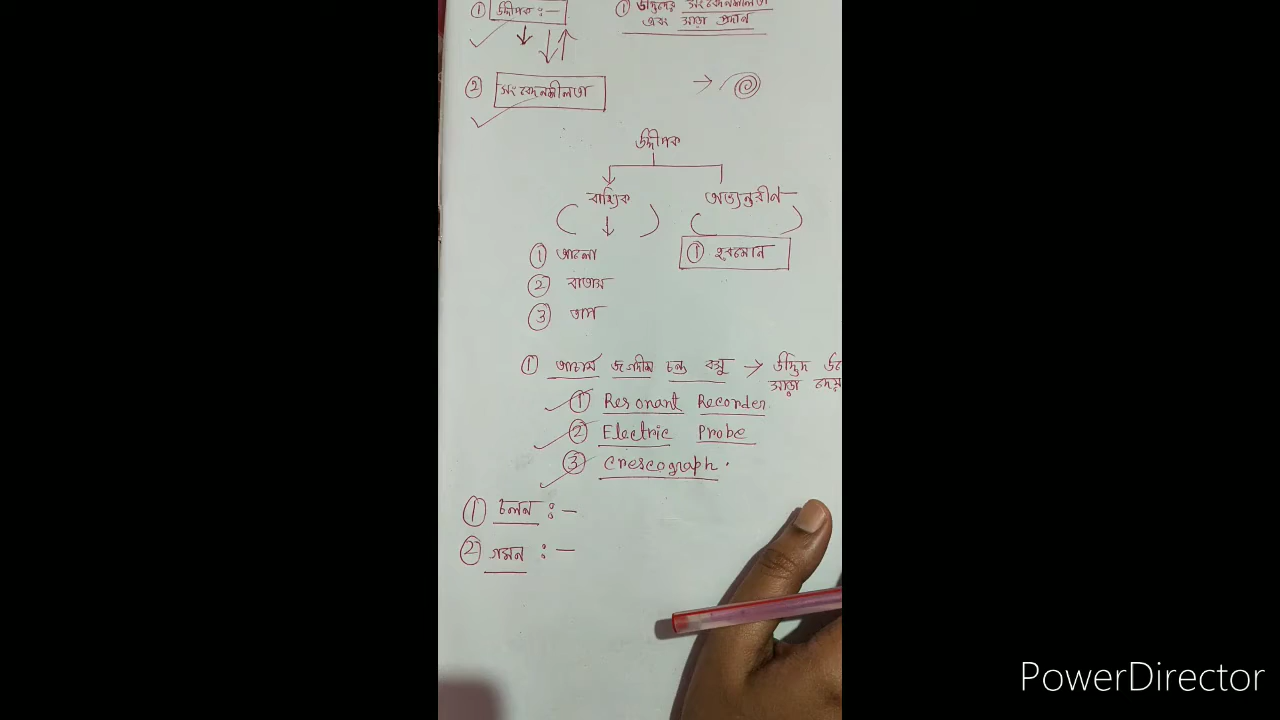 ① উদ্দীপক :—
① উদ্ভিদের সংবেদনশীলতা
এবং সাড়া প্রদান
② সংবেদনশীলতা
উদ্দীপক
বাহ্যিক
অভ্যন্তরীণ
① আলো
② বাতাস
③ তাপ
① হরমোন
① আচার্য জগদীশ চন্দ্র বসু → উদ্ভিদ
সাড়া দেয়
① Resonant Recorder.
② Electric Probe
③ Crescograph.
① চলন :—
② গমন :—
PowerDirector